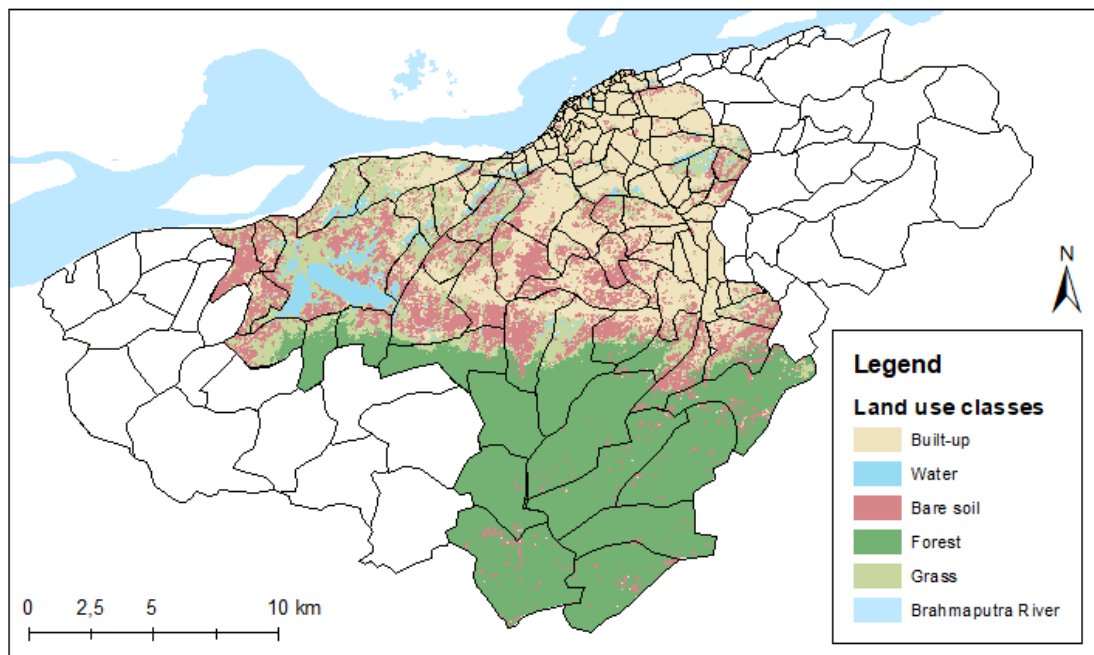 N
Legend
Land use classes
Built-up
Water
Bare soil
Forest
Grass
Brahmaputra River
0 2,5 5 10 km